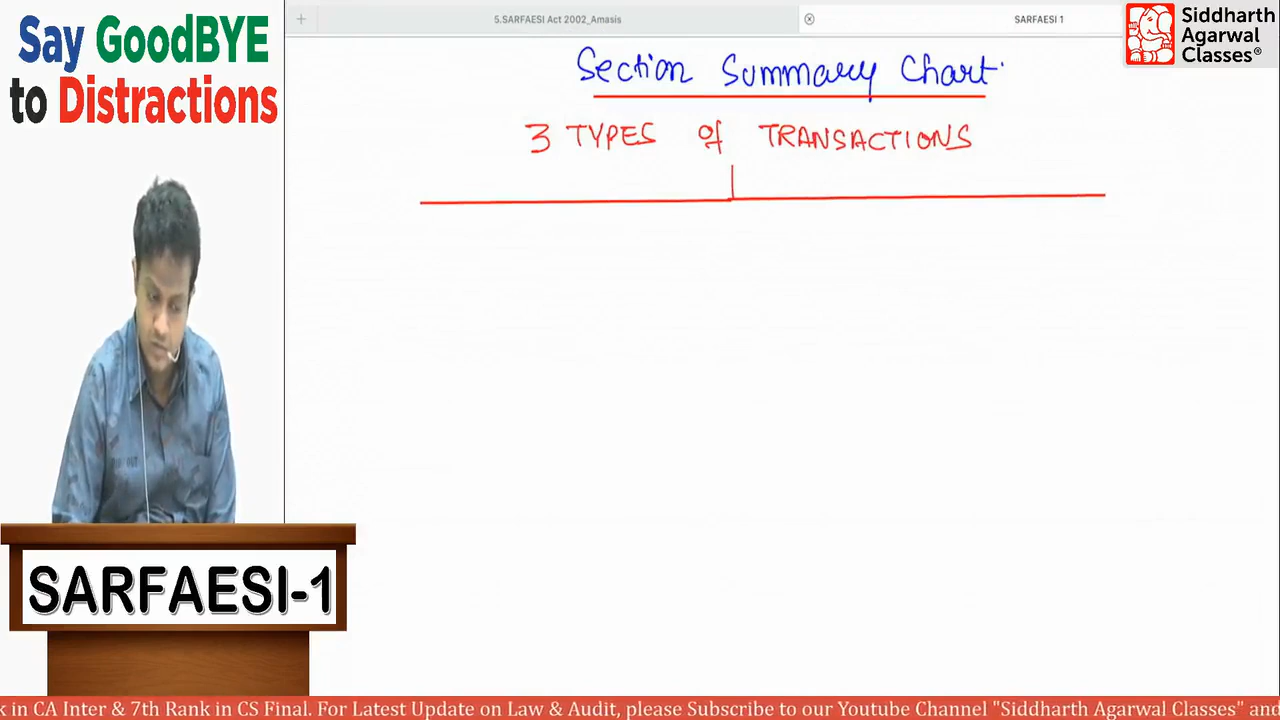 Say GoodBYE
to Distractions
5.SARFAESI Act 2002_Amasis
SARFAESI 1
Siddharth
Agarwal
Classes®
Section Summary Chart.
3 TYPES of TRANSACTIONS
SARFAESI-1
k in CA Inter & 7th Rank in CS Final. For Latest Update on Law & Audit, please Subscribe to our Youtube Channel "Siddharth Agarwal Classes" and